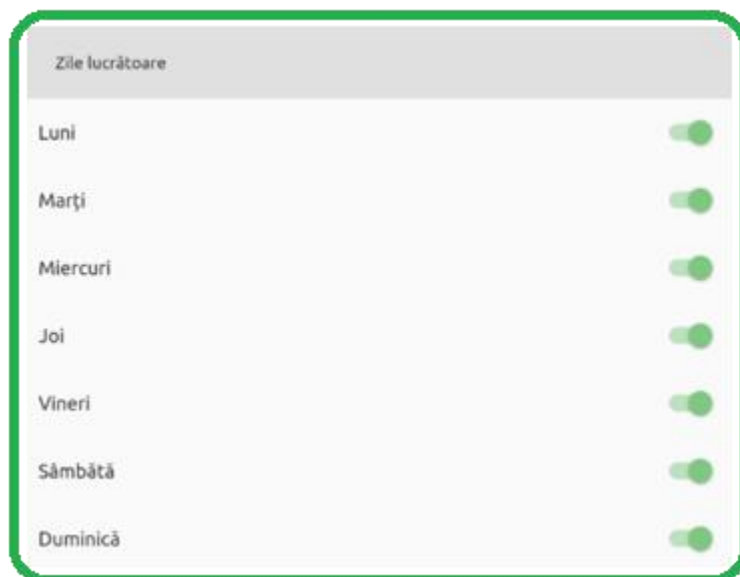 Zile lucrătoare
Luni
Marți
Miercuri
Joi
Vineri
Sâmbătă
Duminică